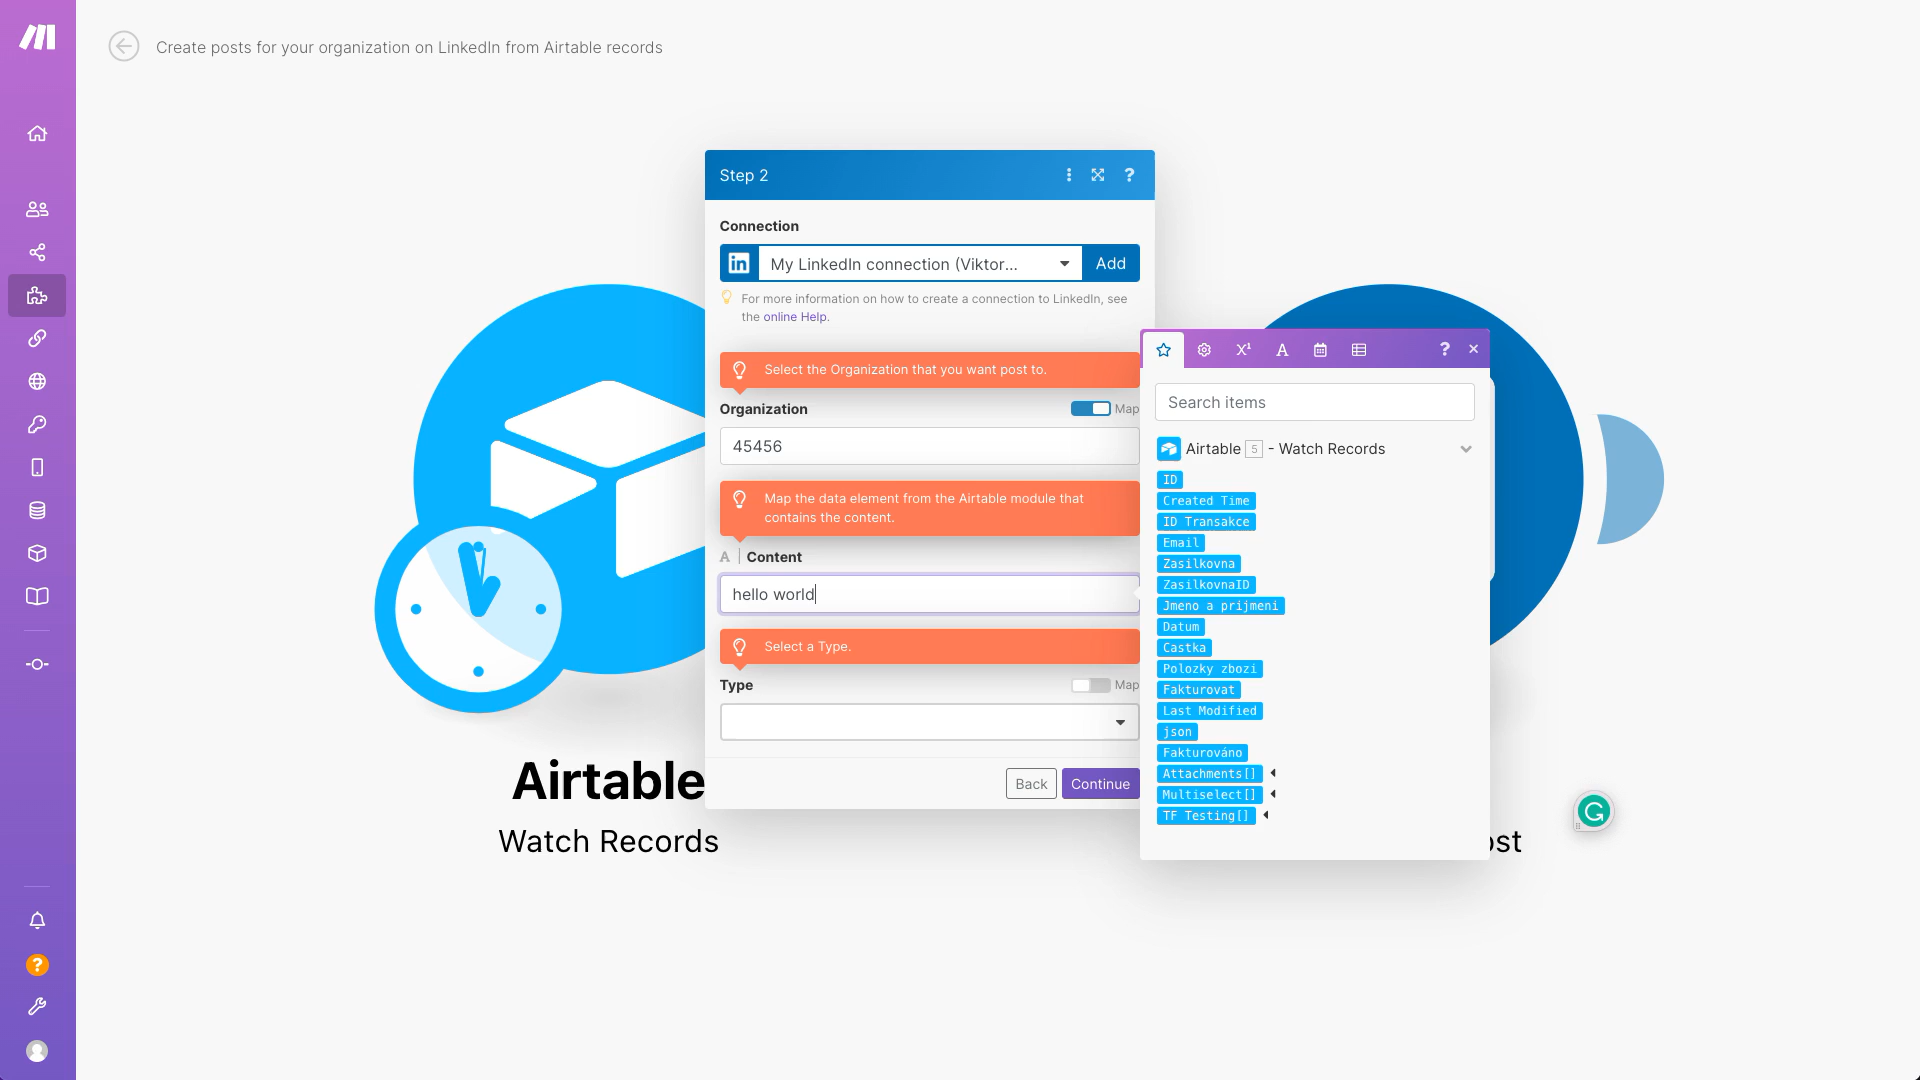 Create posts for your organization on LinkedIn from Airtable records
Step 2
?
Connection
in
My LinkedIn connection (Viktor...
Add
For more information on how to create a connection to LinkedIn, see
the online Help.
Select the Organization that you want post to.
Organization
Map
45456
Map the data element from the Airtable module that
contains the content.
A
Content
hello world
Select a Type.
Type
Map
Back
Continue
X¹
A
?
Search items
Airtable 5 - Watch Records
ID
Created Time
ID Transakce
Email
Zasilkovna
ZasilkovnaID
Jmeno a prijmeni
Datum
Castka
Polozky zbozi
Fakturovat
Last Modified
json
Fakturováno
Attachments[]
Multiselect[]
TF Testing[]
Airtable
Watch Records
ost
G
?